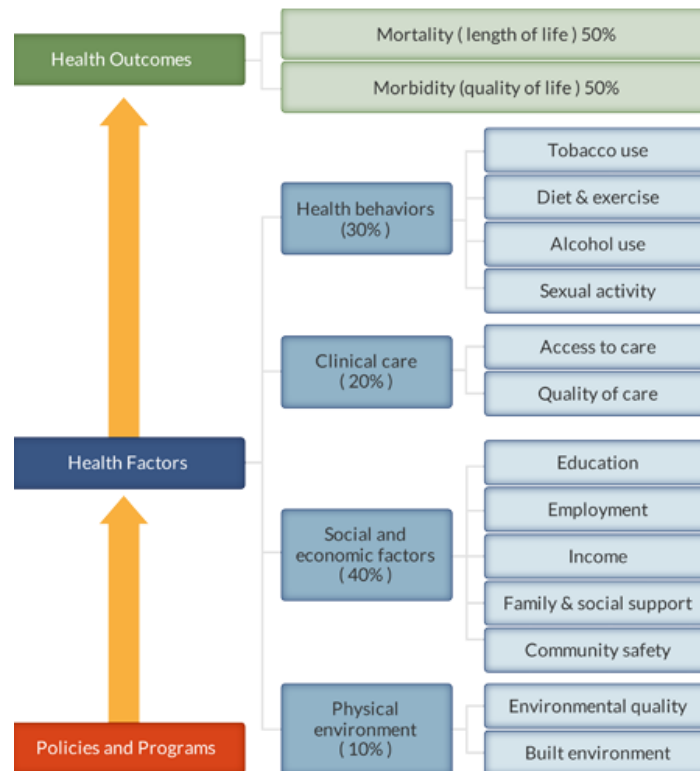 Health Outcomes
Mortality ( length of life ) 50%
Morbidity (quality of life ) 50%
Health behaviors
(30% )
Tobacco use
Diet & exercise
Alcohol use
Sexual activity
Clinical care
( 20% )
Access to care
Quality of care
Health Factors
Social and
economic factors
( 40% )
Education
Employment
Income
Family & social support
Community safety
Physical
environment
( 10% )
Environmental quality
Built environment
Policies and Programs